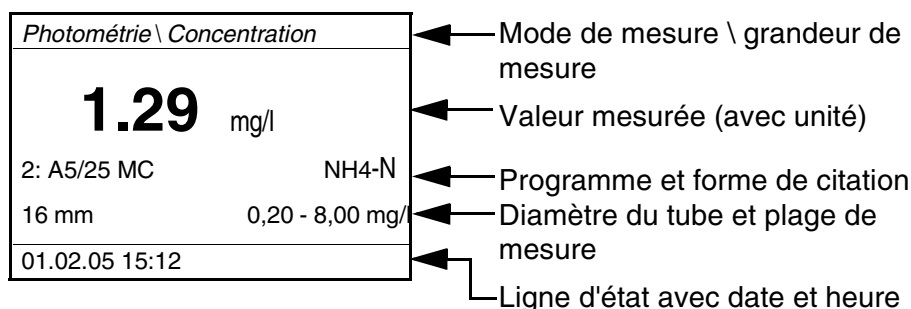 Photométrie \ Concentration
Mode de mesure \ grandeur de
mesure
1.29 mg/l
Valeur mesurée (avec unité)
2: A5/25 MC NH4-N
Programme et forme de citation
16 mm 0,20 - 8,00 mg/l
Diamètre du tube et plage de
mesure
01.02.05 15:12
Ligne d'état avec date et heure